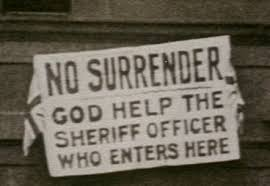 NO SURRENDER
GOD HELP THE
SHERIFF OFFICER
WHO ENTERS HERE